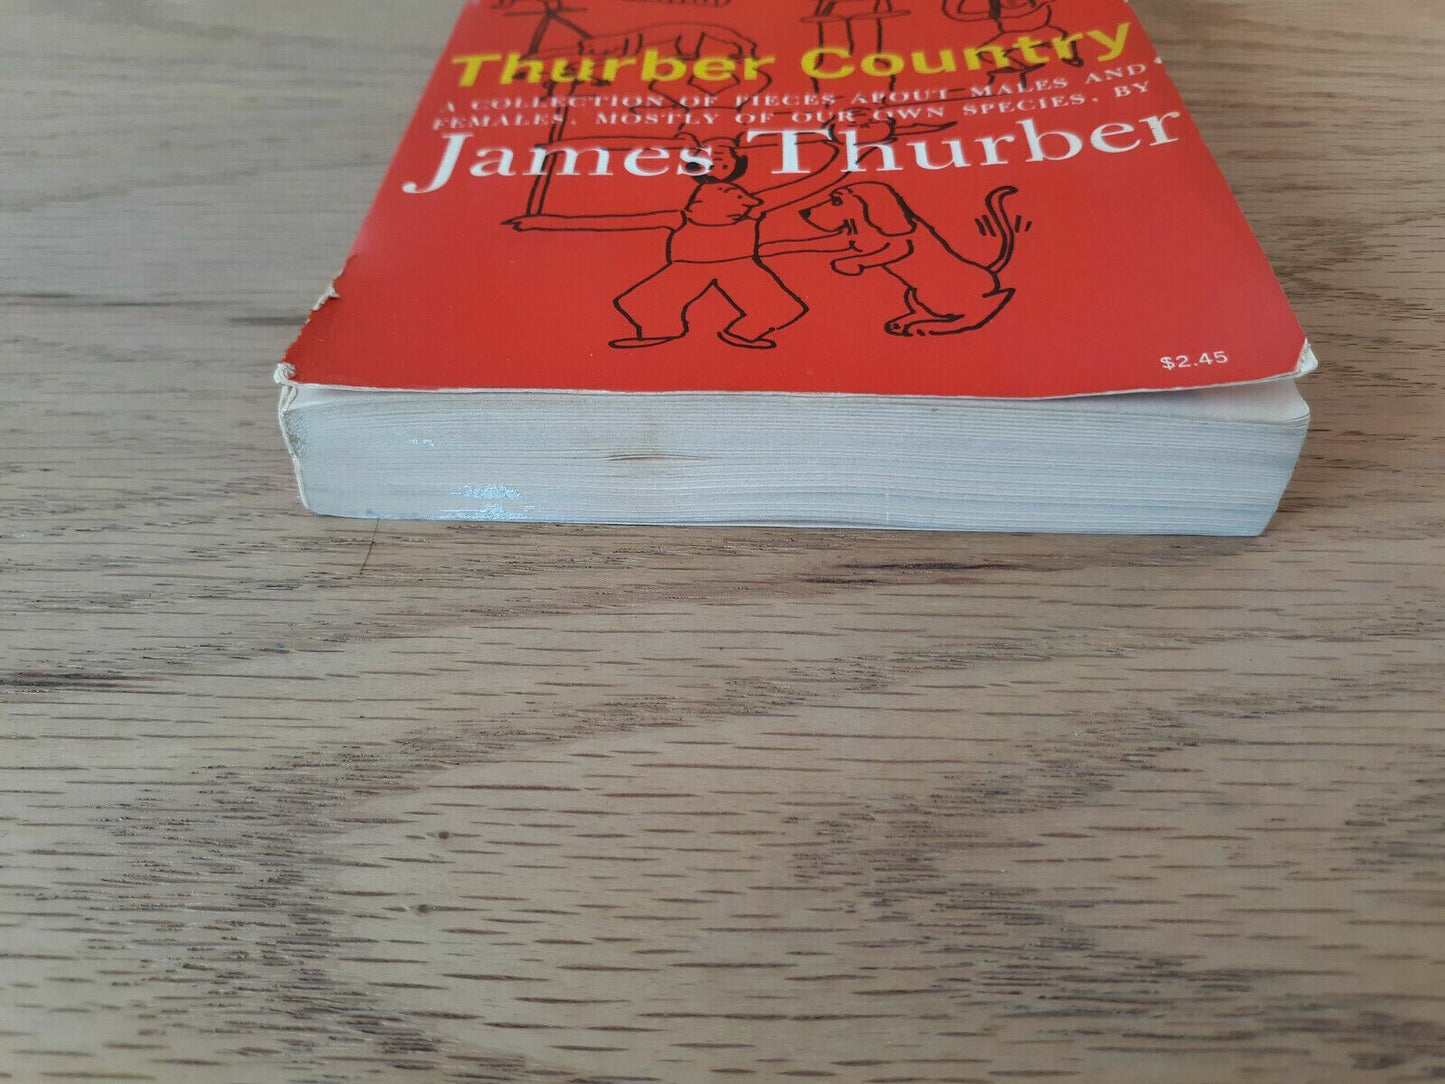 Thurber Country
A COLLECTION OF PIECES ABOUT MALES AND
FEMALES, MOSTLY OF OUR OWN SPECIES, BY
James Thurber
$2.45